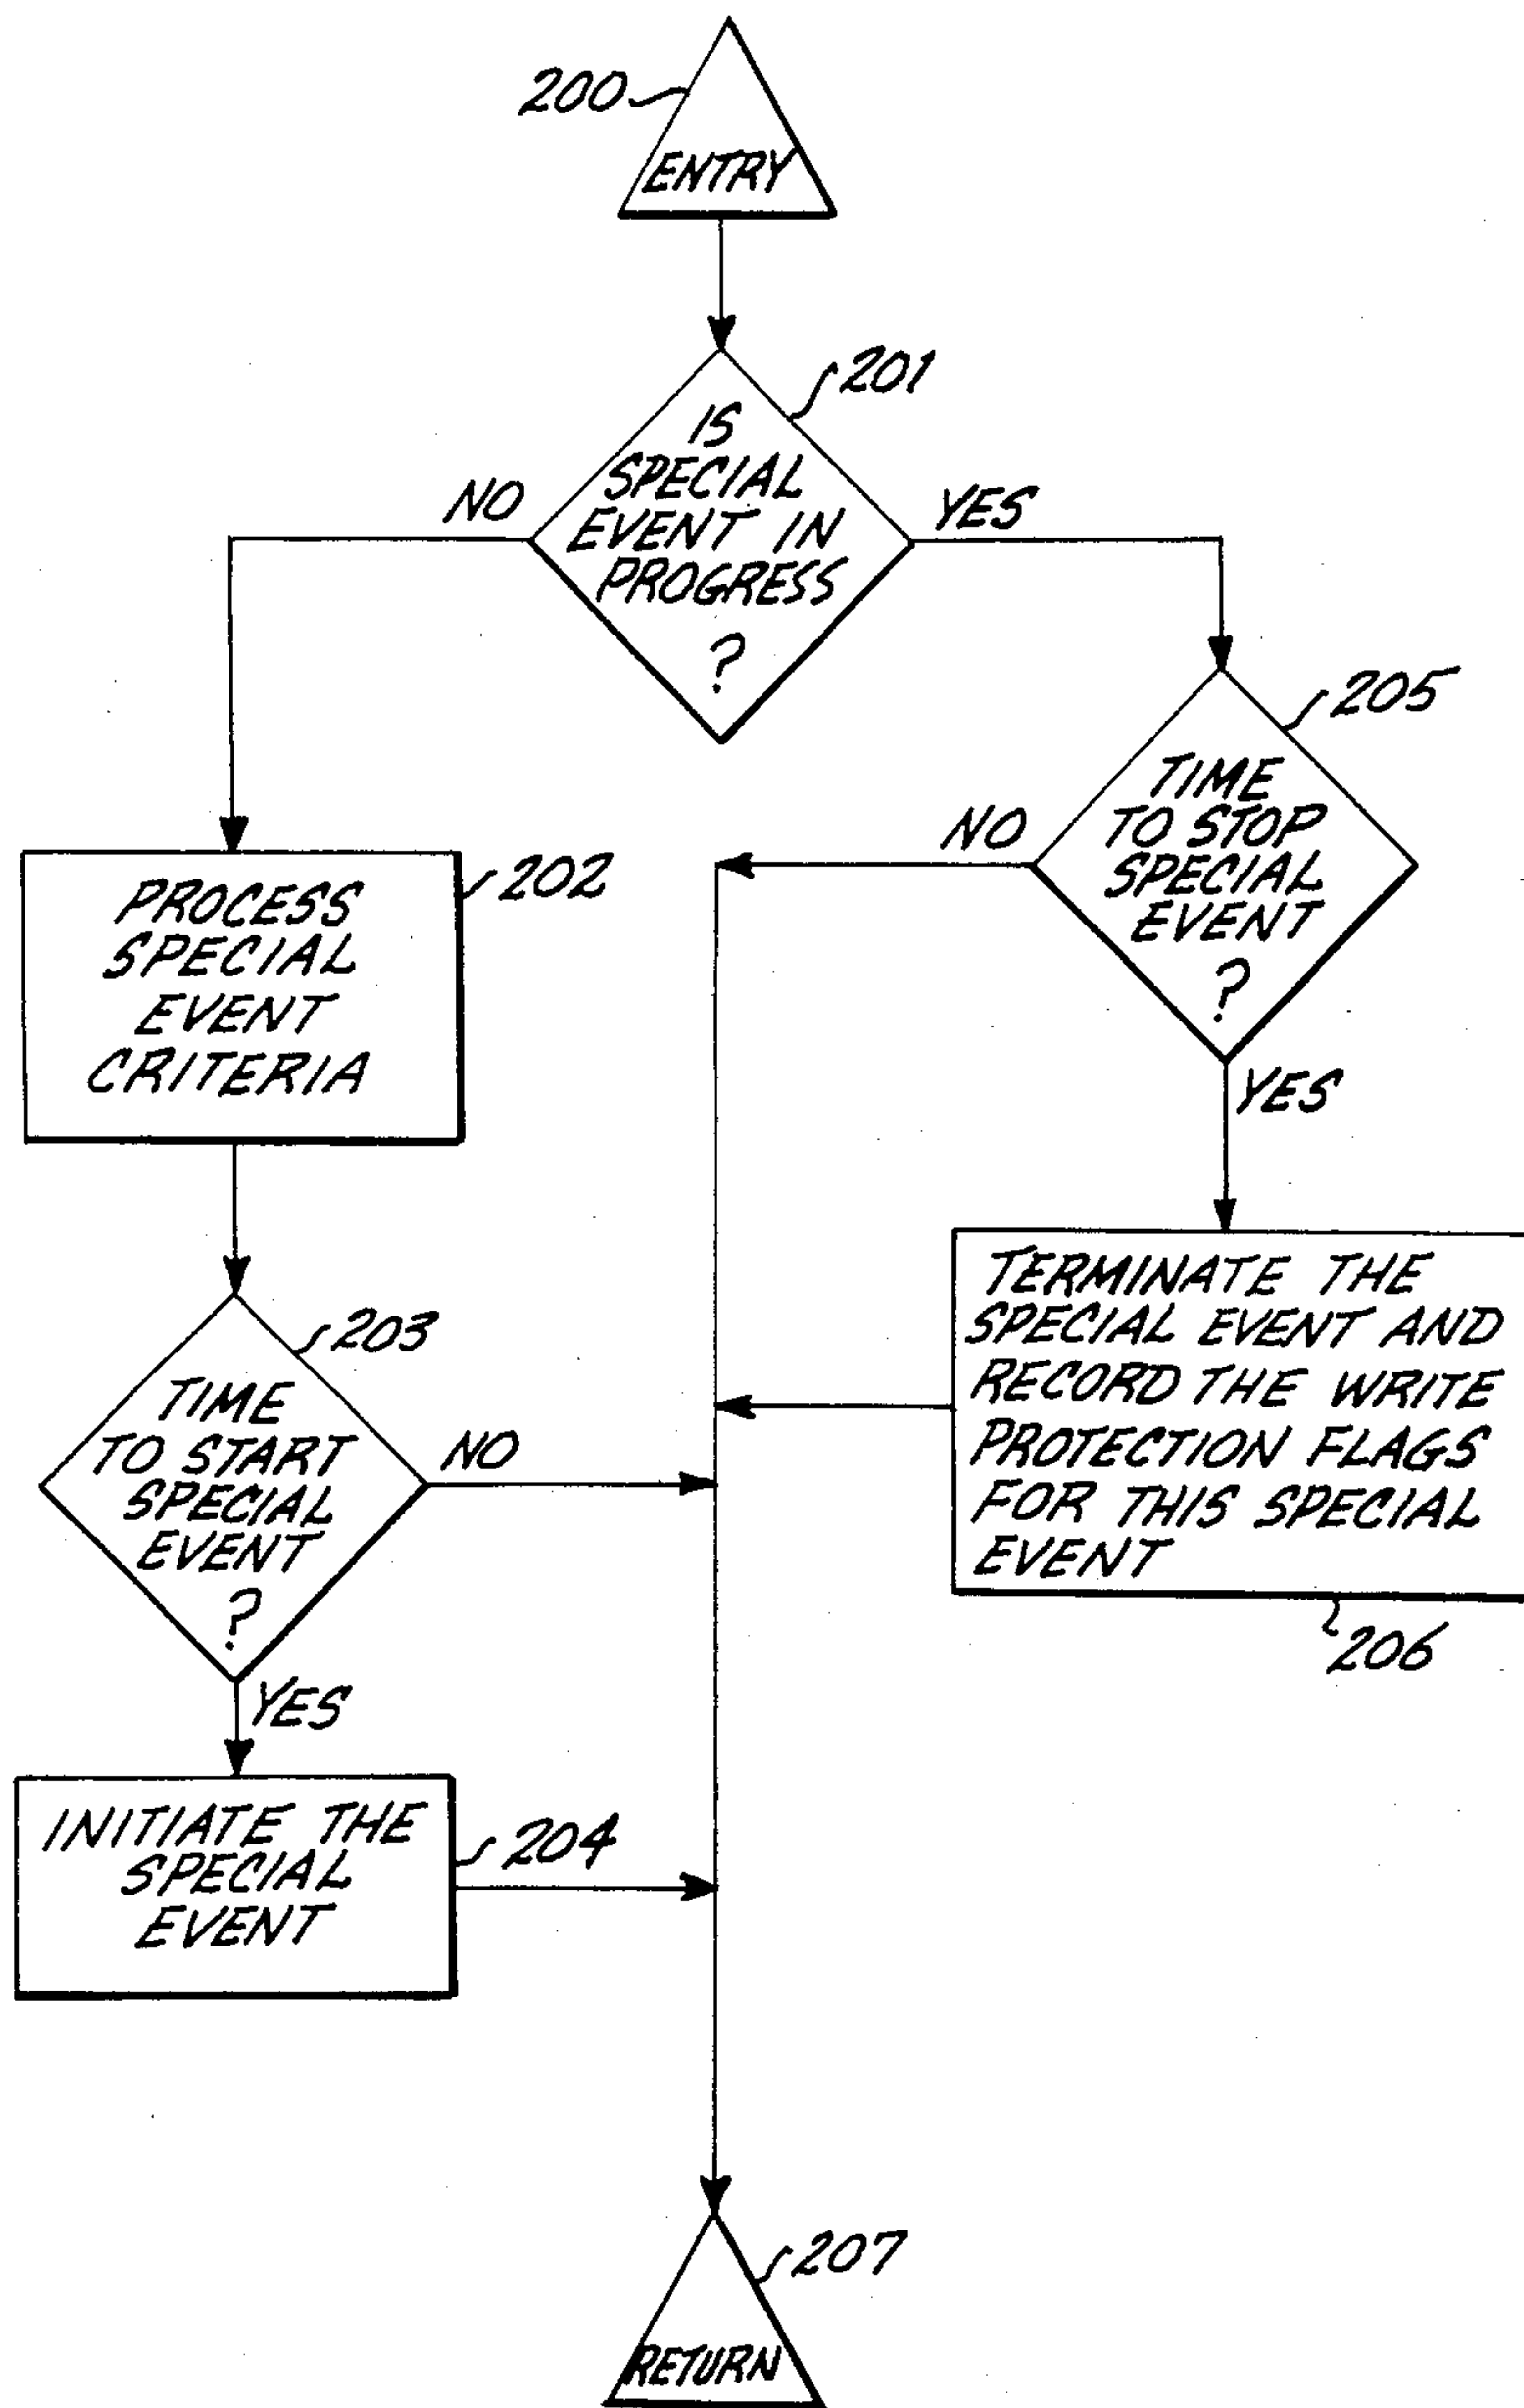 200
ENTRY
201
IS
SPECIAL
EVENT IN
PROGRESS
?
NO
YES
205
TIME
TO STOP
SPECIAL
EVENT
?
NO
YES
202
PROCESS
SPECIAL
EVENT
CRITERIA
203
TIME
TO START
SPECIAL
EVENT
?
NO
YES
TERMINATE THE
SPECIAL EVENT AND
RECORD THE WRITE
PROTECTION FLAGS
FOR THIS SPECIAL
EVENT
206
INITIATE THE
SPECIAL
EVENT
204
207
RETURN